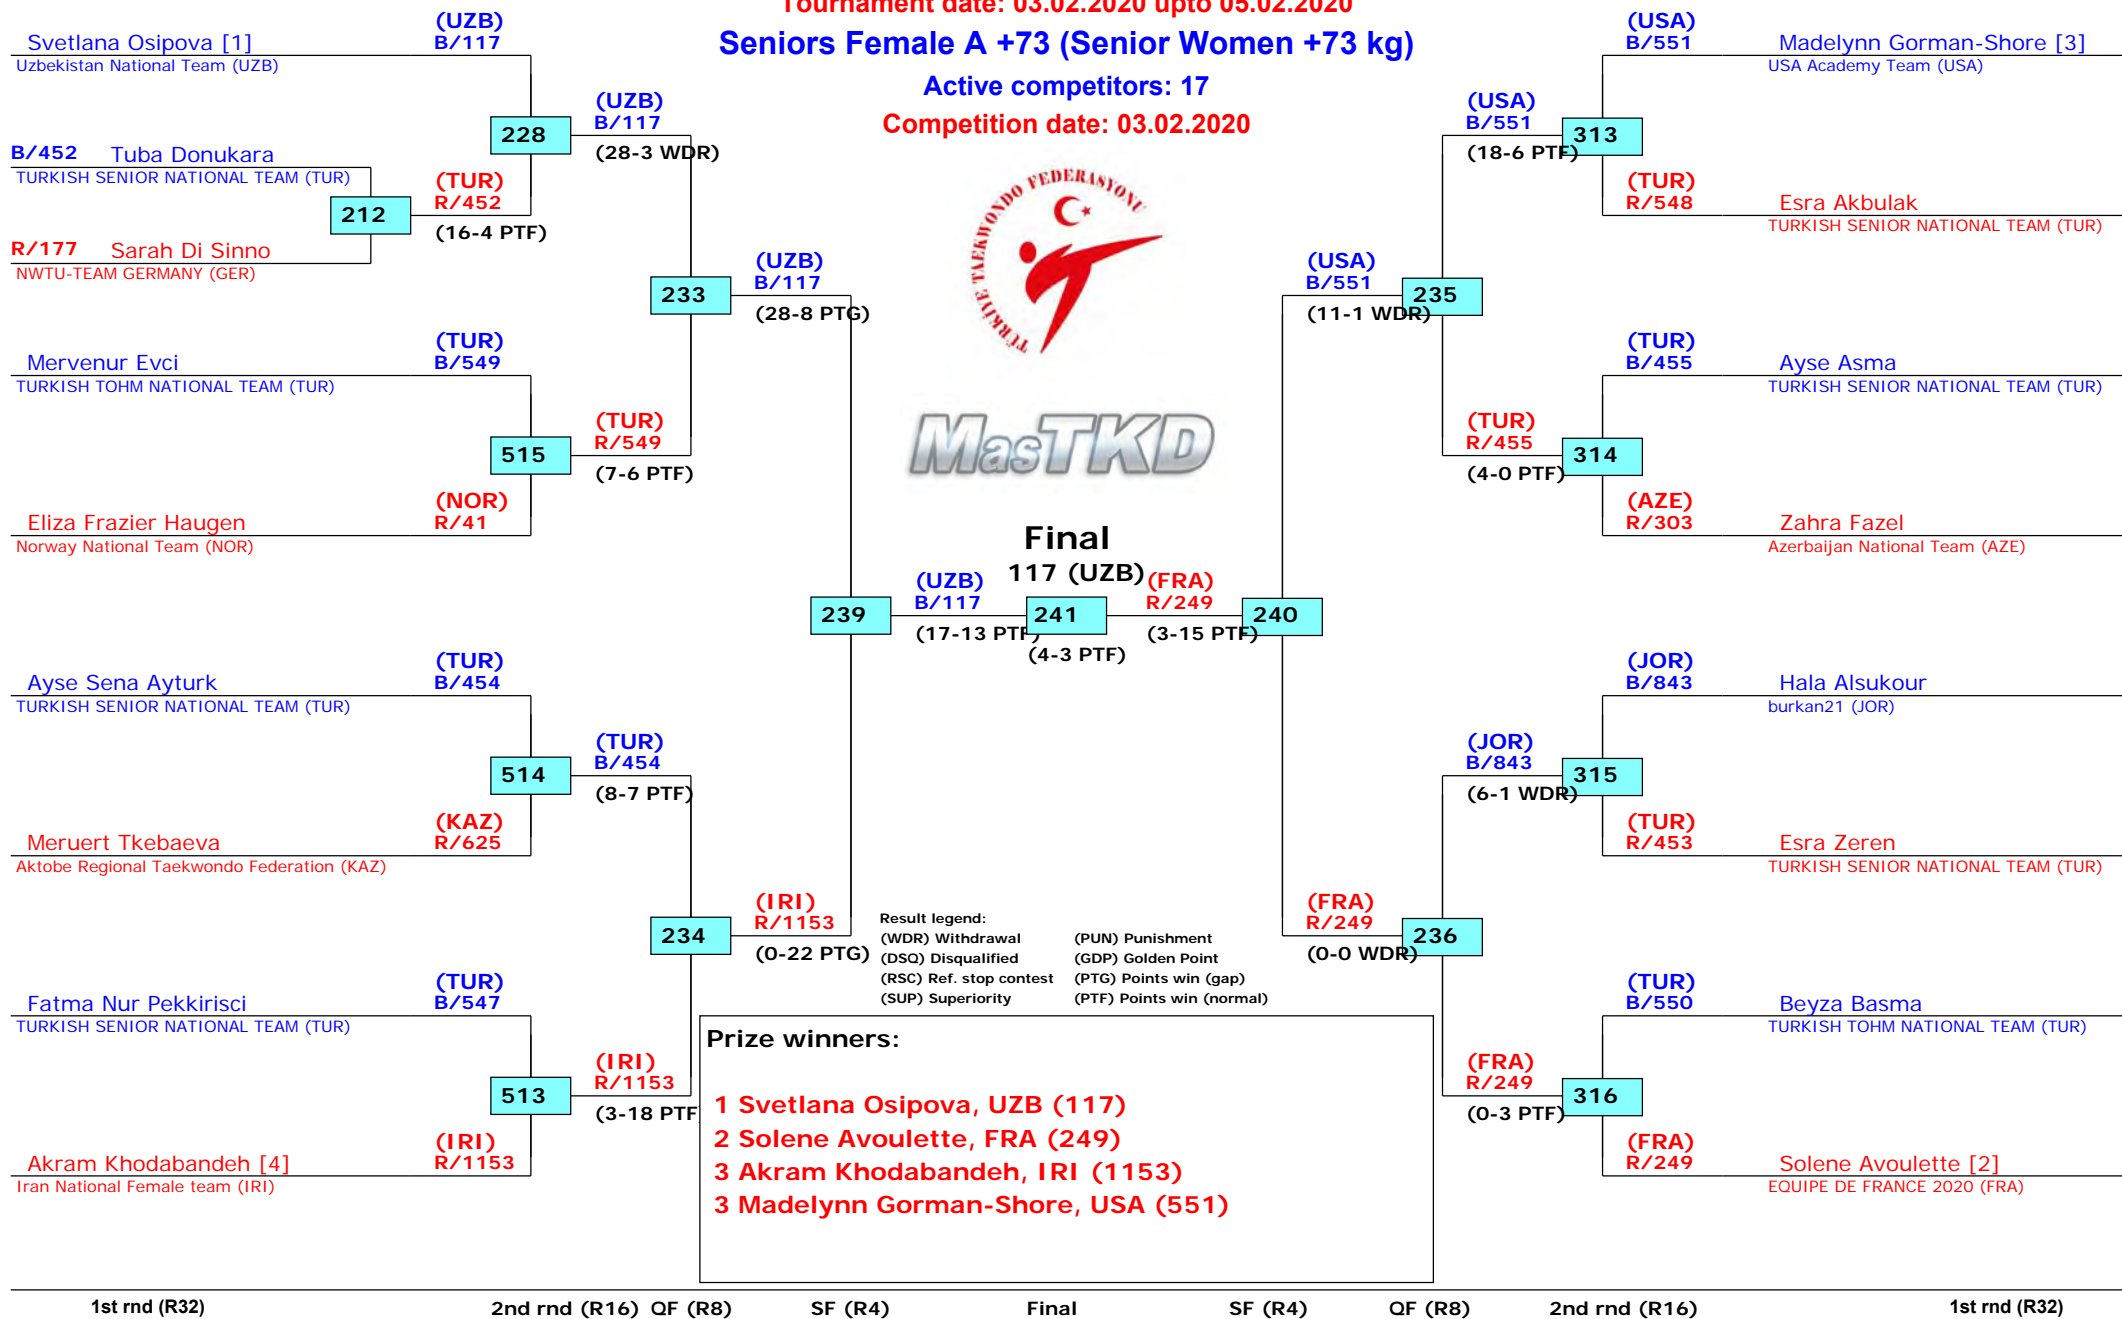 Tournament date: 03.02.2020 upto 05.02.2020
Seniors Female A +73 (Senior Women +73 kg)
Active competitors: 17
Competition date: 03.02.2020
TÜRKİYE TAEKWONDO FEDERASYONU
MasTKD
Svetlana Osipova [1]
Uzbekistan National Team (UZB)
(UZB)
B/117
B/452 Tuba Donukara
TURKISH SENIOR NATIONAL TEAM (TUR)
212
R/177 Sarah Di Sinno
NWTU-TEAM GERMANY (GER)
(TUR)
R/452
(16-4 PTF)
228
(UZB)
B/117
(28-3 WDR)
Mervenur Evci
TURKISH TOHM NATIONAL TEAM (TUR)
(TUR)
B/549
515
(TUR)
R/549
(7-6 PTF)
Eliza Frazier Haugen
Norway National Team (NOR)
(NOR)
R/41
233
(UZB)
B/117
(28-8 PTG)
Ayse Sena Ayturk
TURKISH SENIOR NATIONAL TEAM (TUR)
(TUR)
B/454
514
(TUR)
B/454
(8-7 PTF)
Meruert Tkebaeva
Aktobe Regional Taekwondo Federation (KAZ)
(KAZ)
R/625
234
(IRI)
R/1153
(0-22 PTG)
Fatma Nur Pekkirisci
TURKISH SENIOR NATIONAL TEAM (TUR)
(TUR)
B/547
513
(IRI)
R/1153
(3-18 PTF
Akram Khodabandeh [4]
Iran National Female team (IRI)
(IRI)
R/1153
239
(UZB)
B/117
(17-13 PTF)
Final
117 (UZB)
241
(4-3 PTF)
(FRA)
R/249
(3-15 PTF)
240
(USA)
B/551
Madelynn Gorman-Shore [3]
USA Academy Team (USA)
(USA)
B/551
(18-6 PTF)
313
(TUR)
R/548
Esra Akbulak
TURKISH SENIOR NATIONAL TEAM (TUR)
(USA)
B/551
(11-1 WDR)
235
(TUR)
B/455
Ayse Asma
TURKISH SENIOR NATIONAL TEAM (TUR)
(TUR)
R/455
(4-0 PTF)
314
(AZE)
R/303
Zahra Fazel
Azerbaijan National Team (AZE)
(JOR)
B/843
Hala Alsukour
burkan21 (JOR)
(JOR)
B/843
(6-1 WDR)
315
(TUR)
R/453
Esra Zeren
TURKISH SENIOR NATIONAL TEAM (TUR)
(FRA)
R/249
(0-0 WDR)
236
(TUR)
B/550
Beyza Basma
TURKISH TOHM NATIONAL TEAM (TUR)
(FRA)
R/249
(0-3 PTF)
316
(FRA)
R/249
Solene Avoulette [2]
EQUIPE DE FRANCE 2020 (FRA)
Result legend:
(WDR) Withdrawal (PUN) Punishment
(DSQ) Disqualified (GDP) Golden Point
(RSC) Ref. stop contest (PTG) Points win (gap)
(SUP) Superiority (PTF) Points win (normal)
Prize winners:
1 Svetlana Osipova, UZB (117)
2 Solene Avoulette, FRA (249)
3 Akram Khodabandeh, IRI (1153)
3 Madelynn Gorman-Shore, USA (551)
1st rnd (R32) 2nd rnd (R16) QF (R8) SF (R4) Final SF (R4) QF (R8) 2nd rnd (R16) 1st rnd (R32)